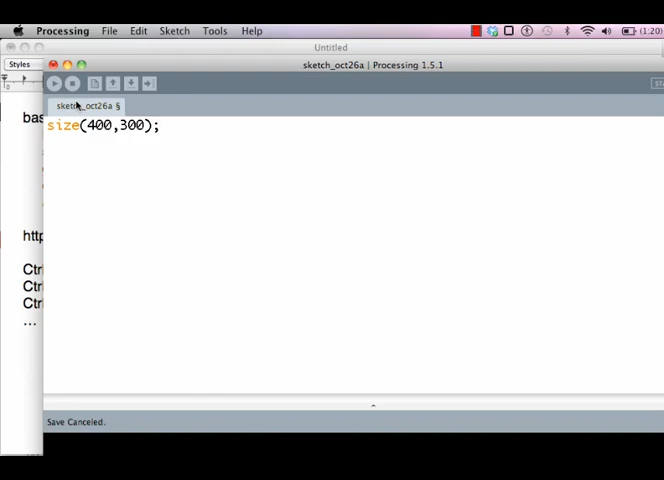 Processing File Edit Sketch Tools Help (1:20)
Untitled
Styles
sketch_oct26a | Processing 1.5.1
sketch_oct26a §
size(400,300);
bas
http
Ctrl
Ctrl
Ctrl
...
Save Canceled.